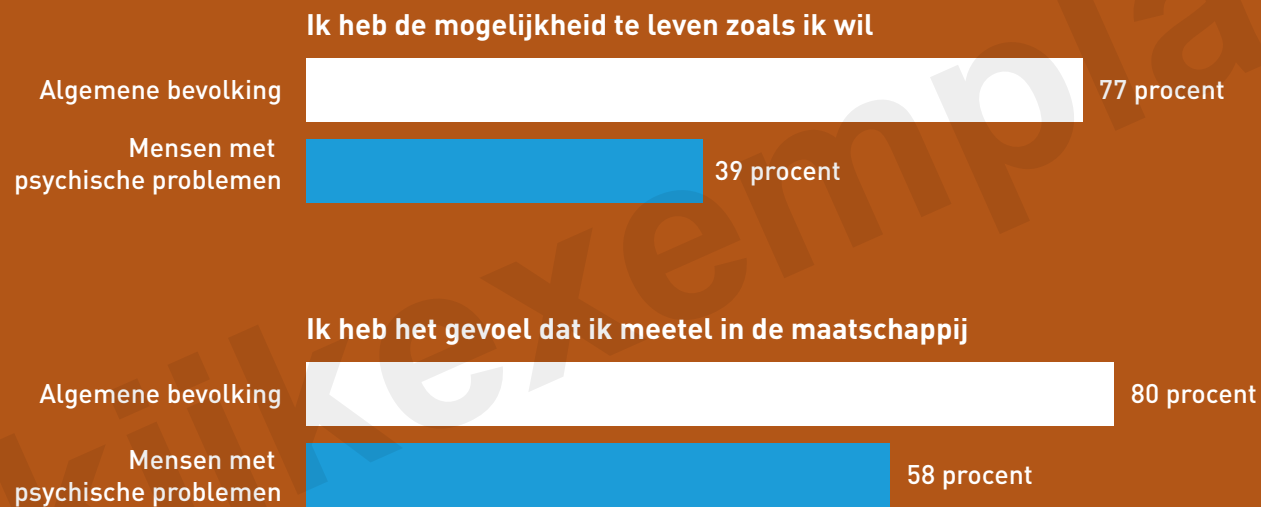 Ik heb de mogelijkheid te leven zoals ik wil
Algemene bevolking
77 procent
Mensen met
psychische problemen
39 procent
Ik heb het gevoel dat ik meetel in de maatschappij
Algemene bevolking
80 procent
Mensen met
psychische problemen
58 procent
kijkexempla